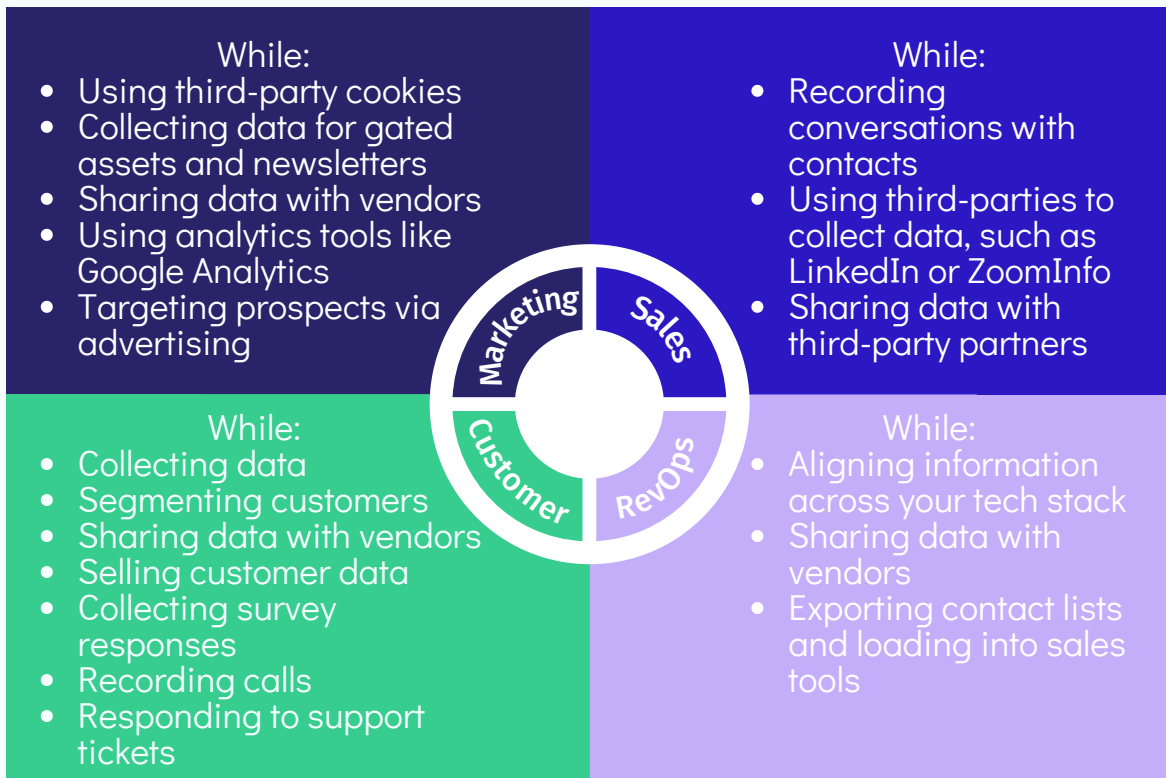 While:
• Using third-party cookies
• Collecting data for gated
assets and newsletters
• Sharing data with vendors
• Using analytics tools like
Google Analytics
• Targeting prospects via
advertising
While:
• Recording
conversations with
contacts
• Using third-parties to
collect data, such as
LinkedIn or ZoomInfo
• Sharing data with
third-party partners
Marketing
Sales
Customer
RevOps
While:
• Collecting data
• Segmenting customers
• Sharing data with vendors
• Selling customer data
• Collecting survey
responses
• Recording calls
• Responding to support
tickets
While:
• Aligning information
across your tech stack
• Sharing data with
vendors
• Exporting contact lists
and loading into sales
tools